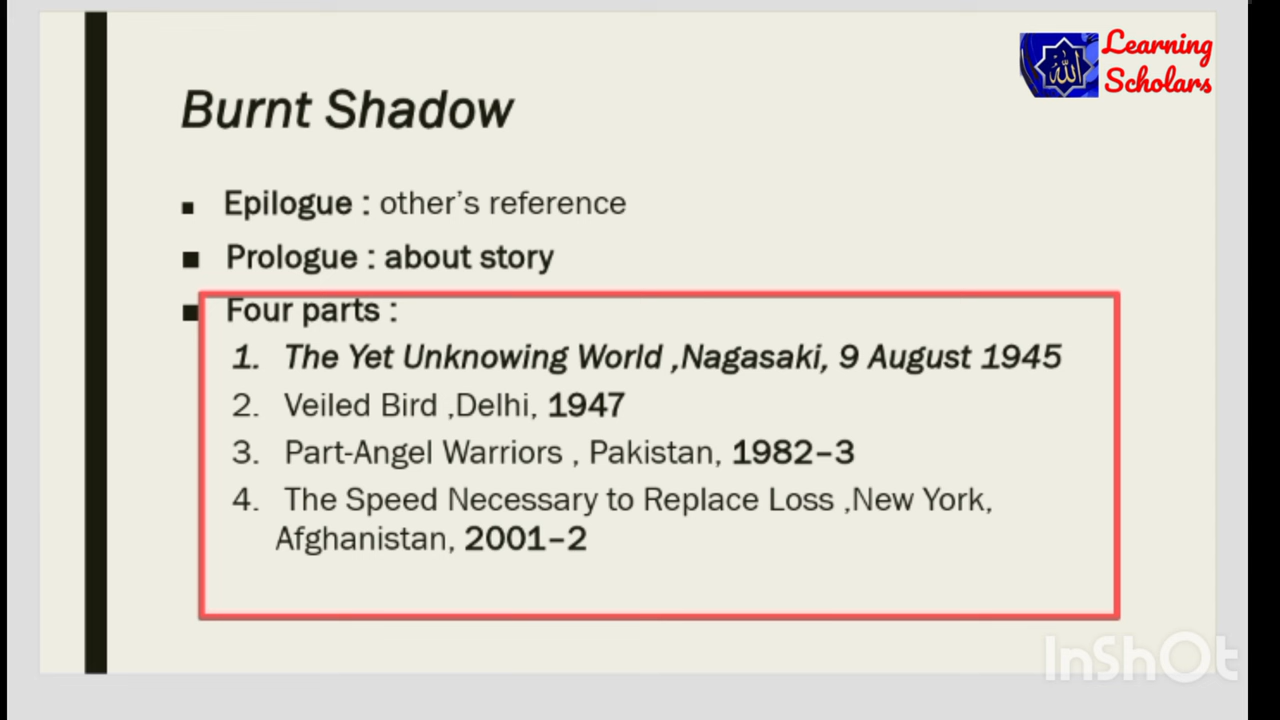 Learning
Scholars
Burnt Shadow
Epilogue : other's reference
Prologue : about story
Four parts :
1. The Yet Unknowing World ,Nagasaki, 9 August 1945
2. Veiled Bird ,Delhi, 1947
3. Part-Angel Warriors , Pakistan, 1982–3
4. The Speed Necessary to Replace Loss ,New York,
Afghanistan, 2001–2
InShOt